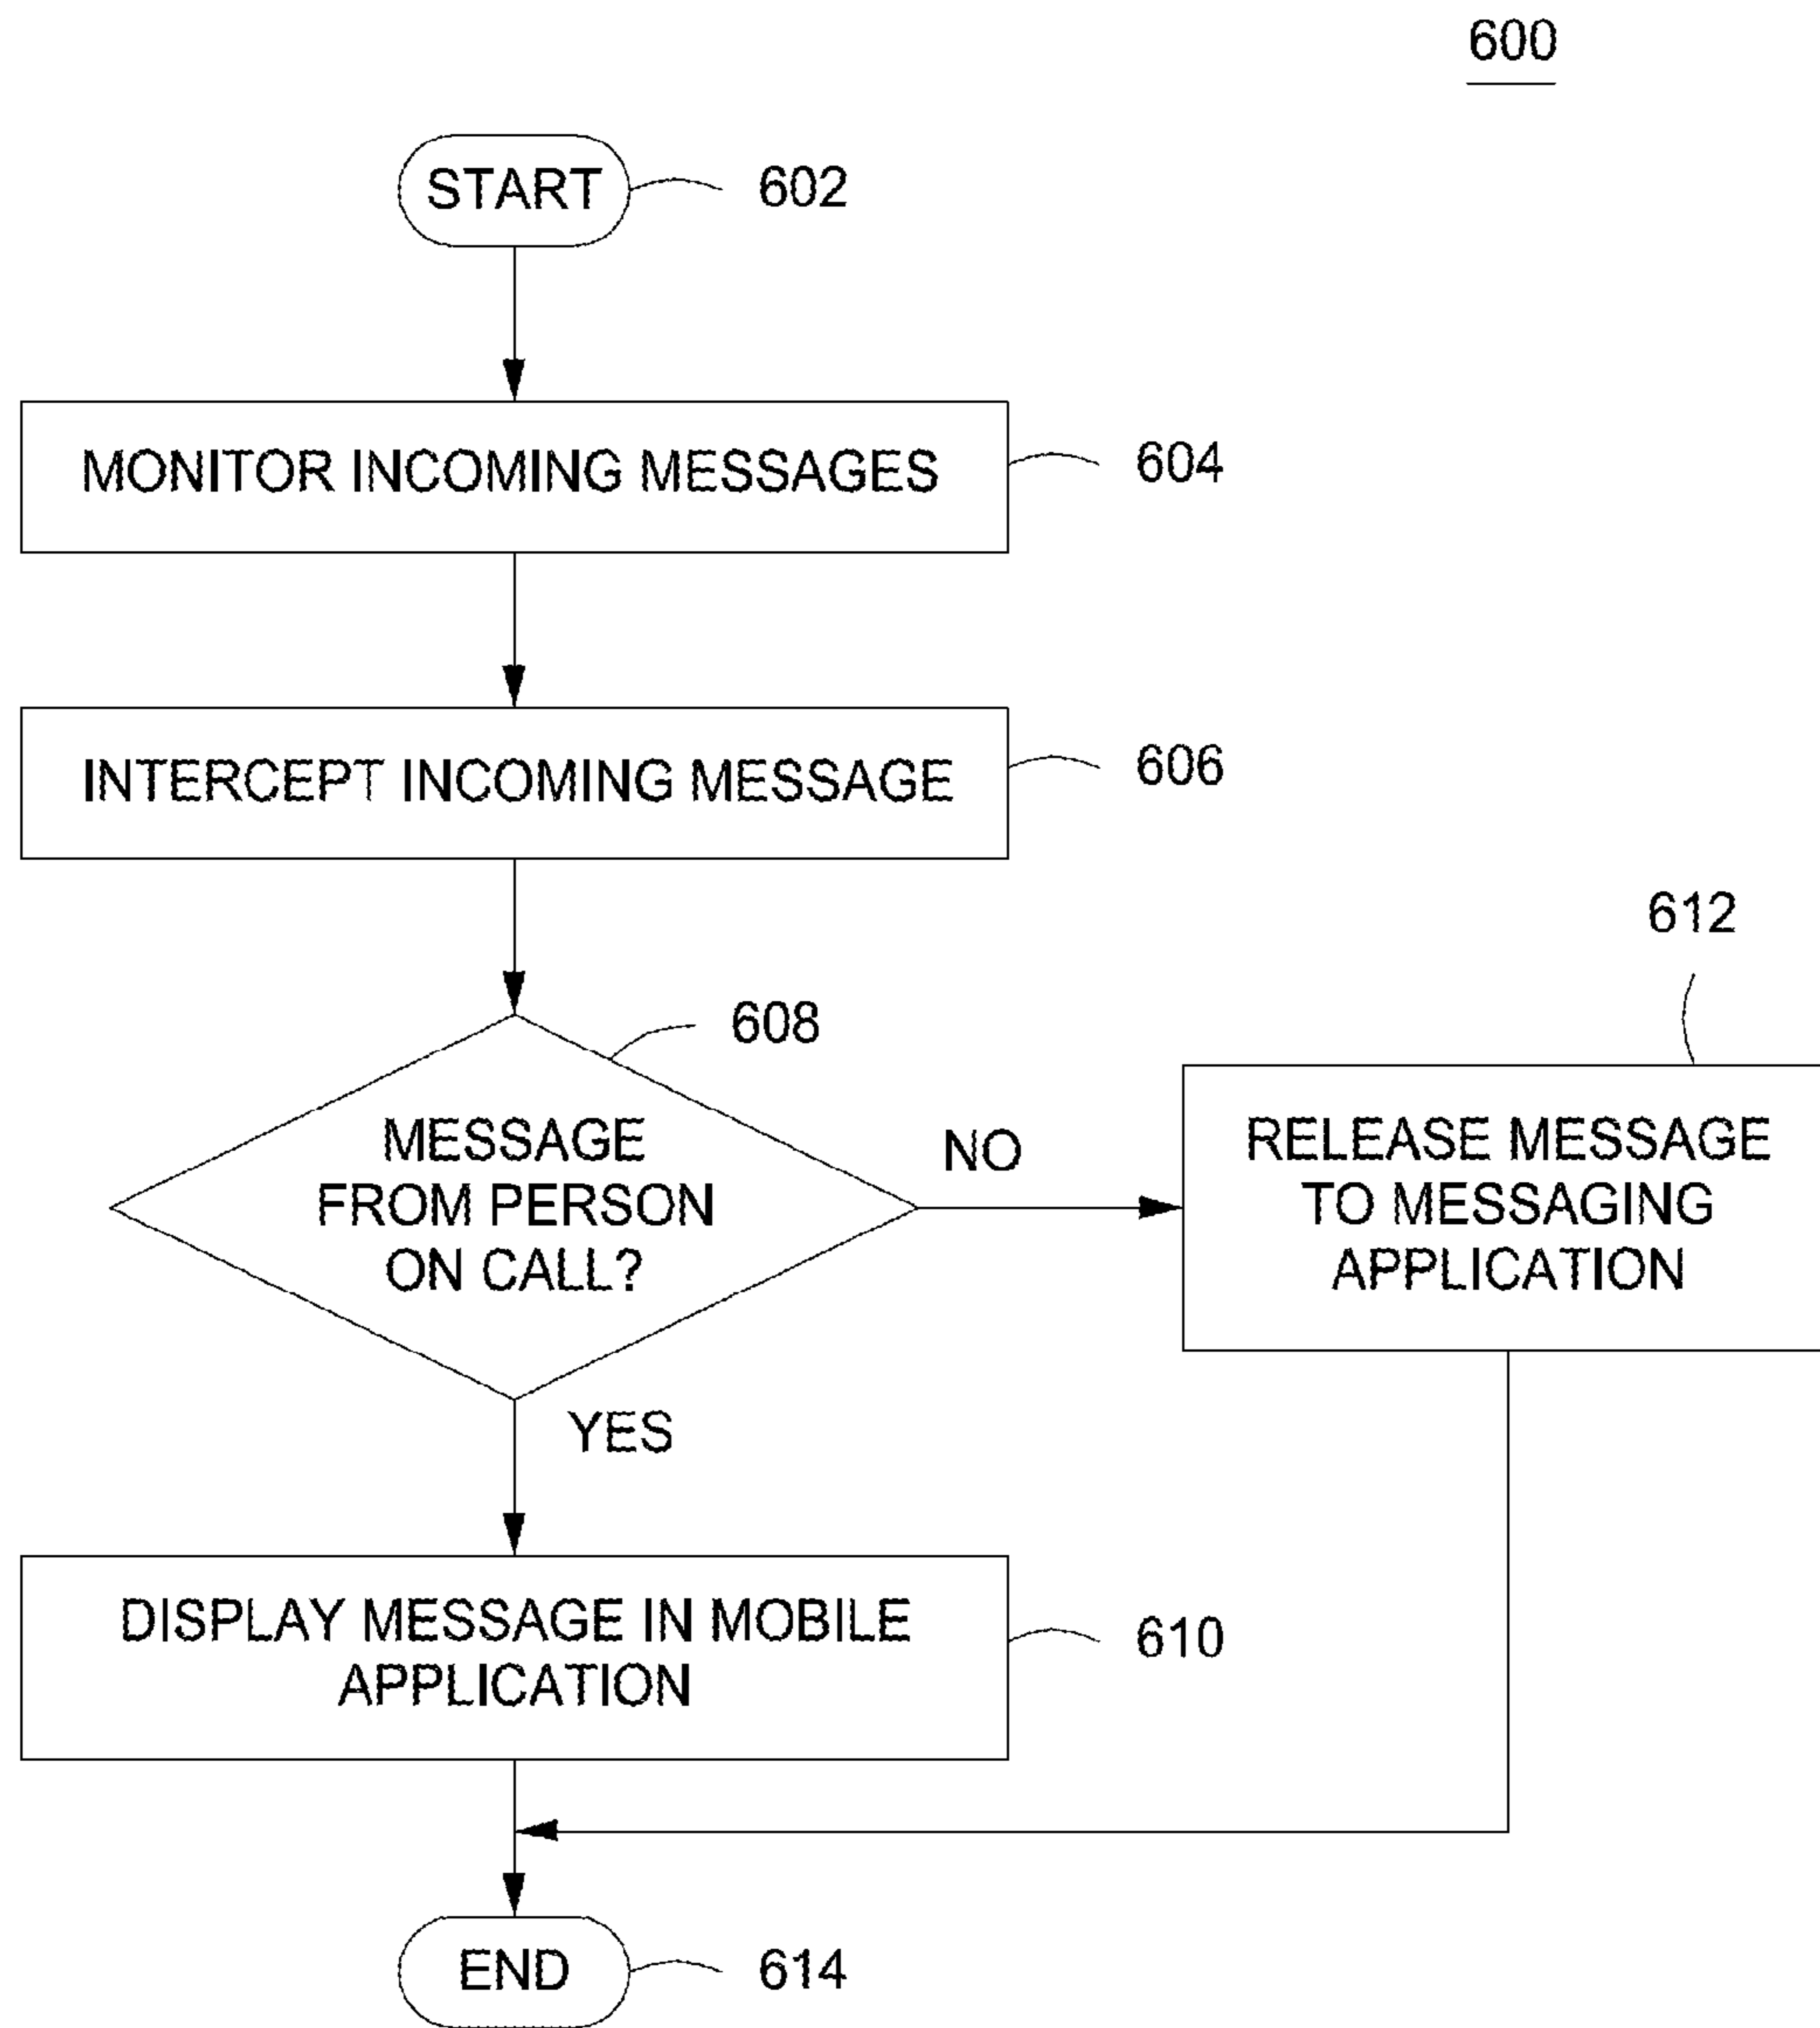 600
START
602
MONITOR INCOMING MESSAGES
604
INTERCEPT INCOMING MESSAGE
606
608
MESSAGE
FROM PERSON
ON CALL?
NO
612
RELEASE MESSAGE
TO MESSAGING
APPLICATION
YES
DISPLAY MESSAGE IN MOBILE
APPLICATION
610
END
614